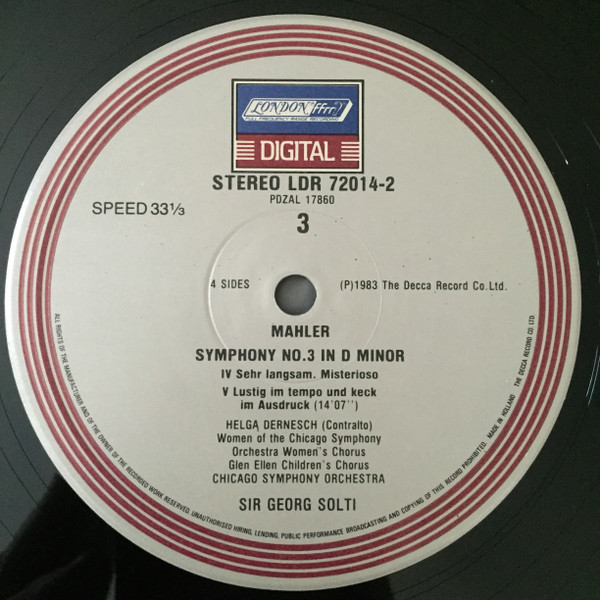 LONDON ffrr
FULL FREQUENCY RANGE RECORDING
DIGITAL
STEREO LDR 72014-2
PDZAL 17860
SPEED 33⅓
3
4 SIDES
(P)1983 The Decca Record Co.Ltd.
MAHLER
SYMPHONY NO.3 IN D MINOR
IV Sehr langsam. Misterioso
V Lustig im tempo und keck
im Ausdruck (14'07'')
HELGA DERNESCH (Contralto)
Women of the Chicago Symphony
Orchestra Women's Chorus
Glen Ellen Children's Chorus
CHICAGO SYMPHONY ORCHESTRA
SIR GEORG SOLTI
ALL RIGHTS OF THE MANUFACTURER AND OF THE OWNER OF THE RECORDED WORK RESERVED. UNAUTHORISED HIRING, LENDING, PUBLIC PERFORMANCE BROADCASTING AND COPYING OF THIS RECORD PROHIBITED. MADE IN HOLLAND THE DECCA RECORD CO LTD.